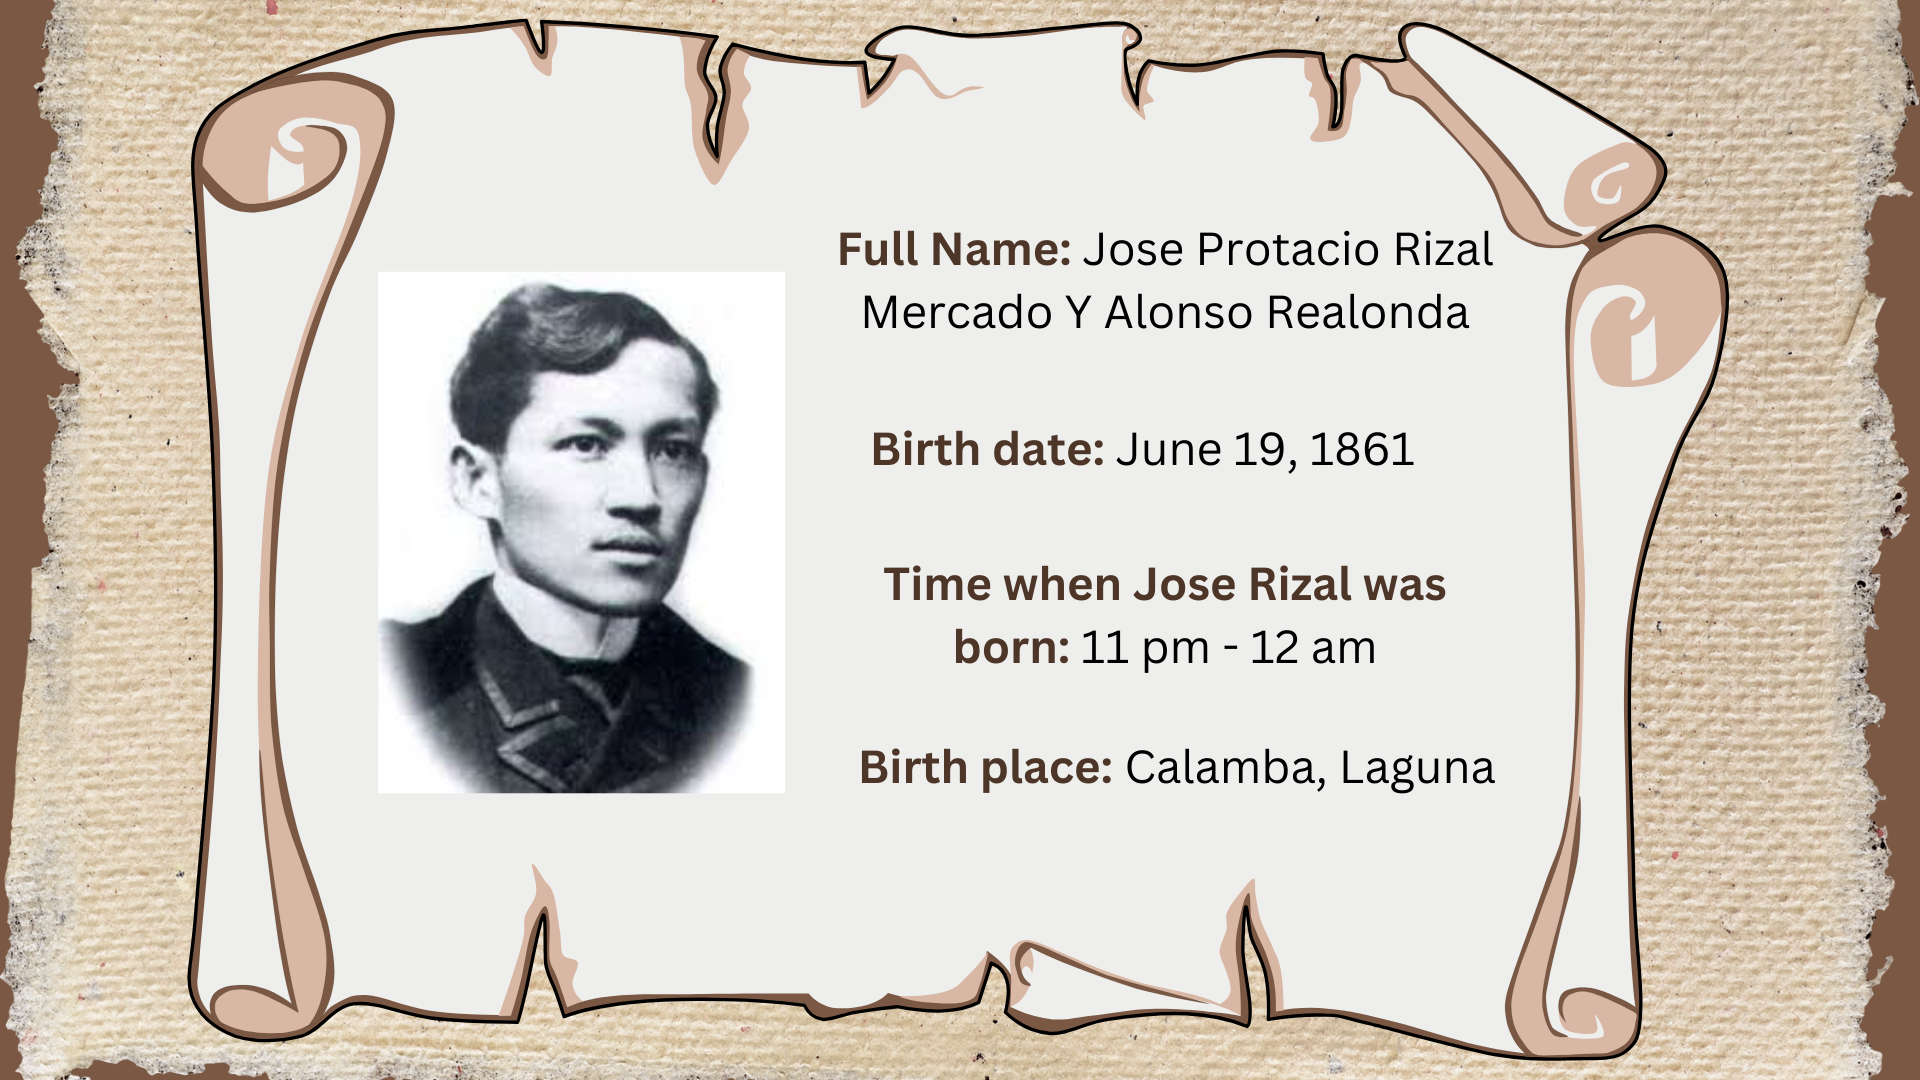 Full Name: Jose Protacio Rizal
Mercado Y Alonso Realonda
Birth date: June 19, 1861
Time when Jose Rizal was
born: 11 pm - 12 am
Birth place: Calamba, Laguna